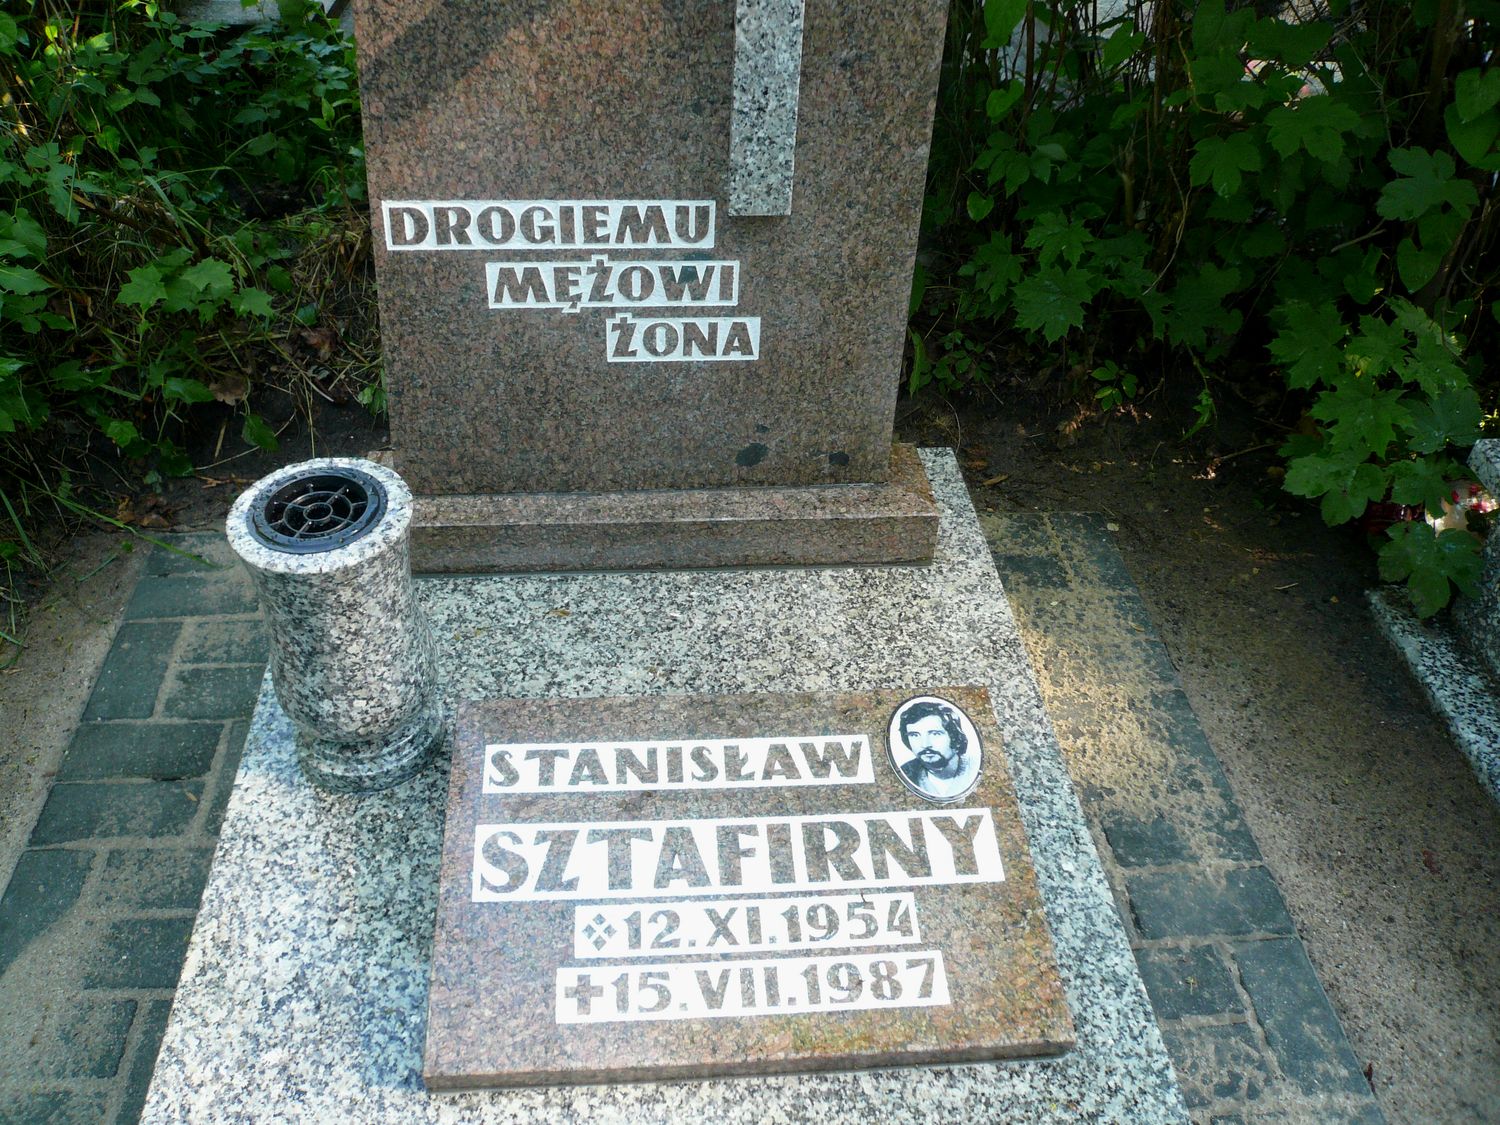 DROGIEMU
MĘŻOWI
ŻONA
STANISŁAW
SZTAFIRNY
❖12.XI.1954
✝15.VII.1987